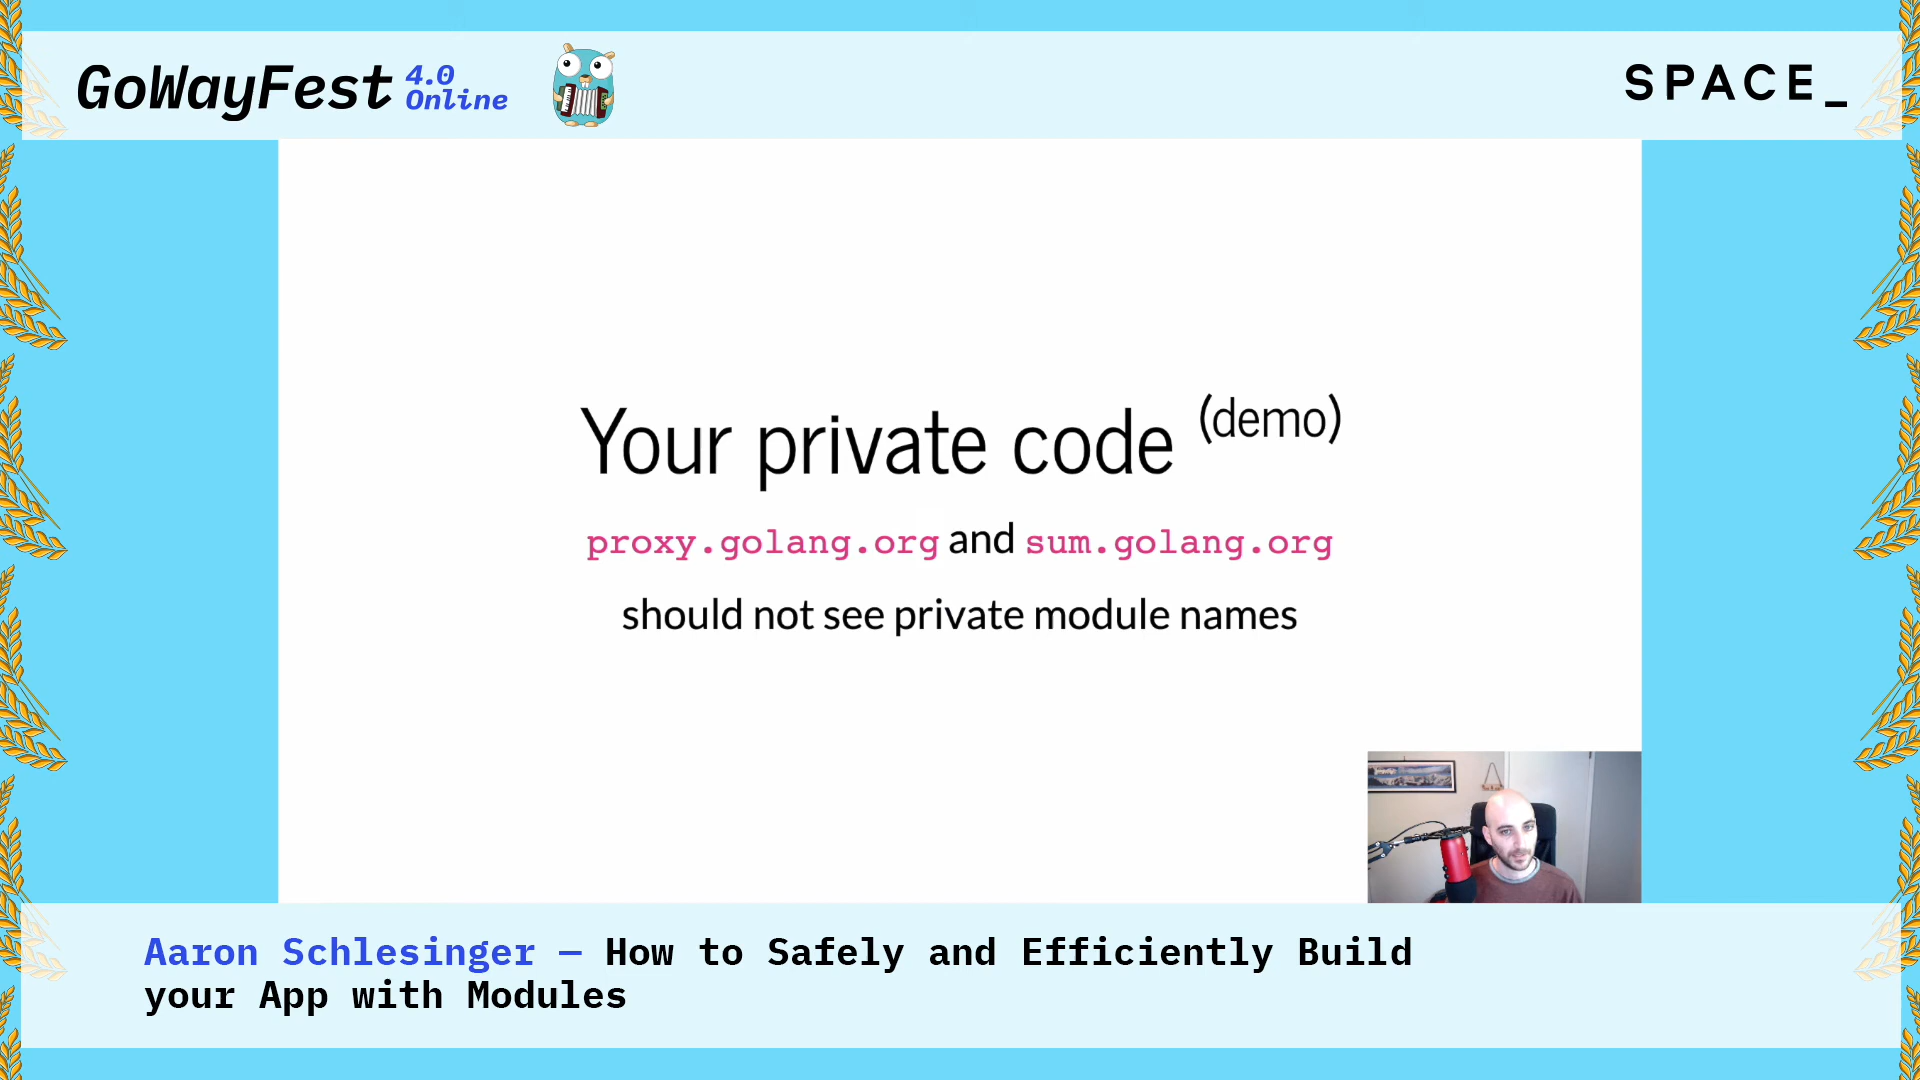 GoWayFest 4.0
Online
SPACE_
Your private code (demo)
proxy.golang.org and sum.golang.org
should not see private module names
Aaron Schlesinger — How to Safely and Efficiently Build
your App with Modules